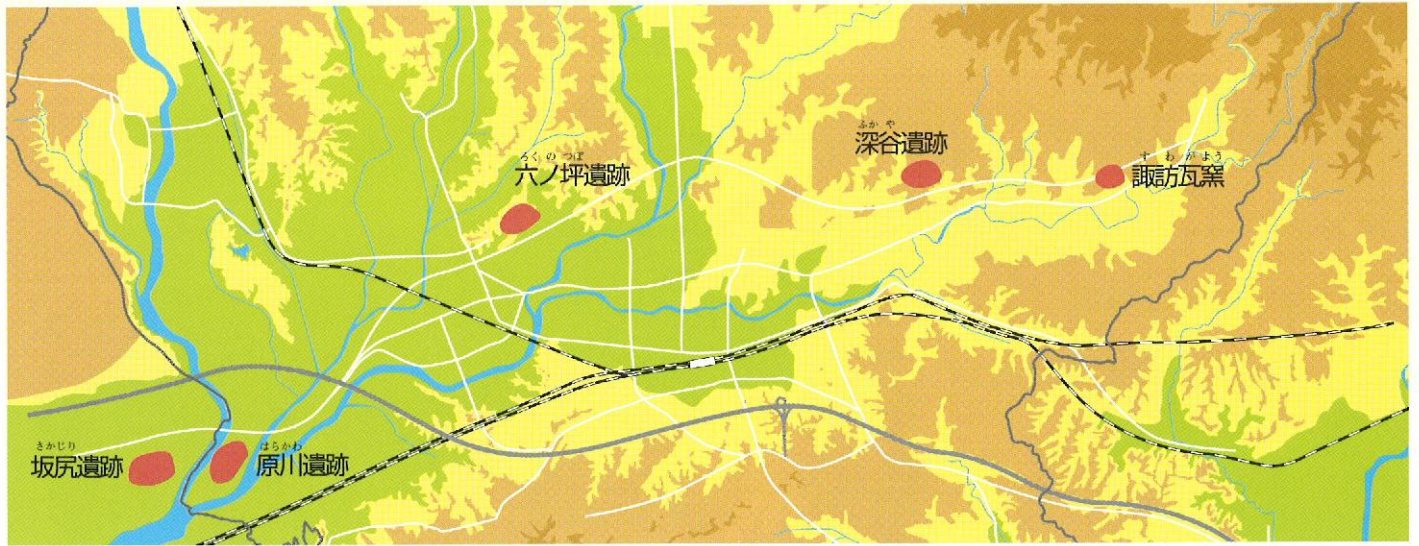 ふかや
深谷遺跡
すわがよう
諏訪瓦窯
ろくのつぼ
六ノ坪遺跡
さかじり
坂尻遺跡
はらかわ
原川遺跡